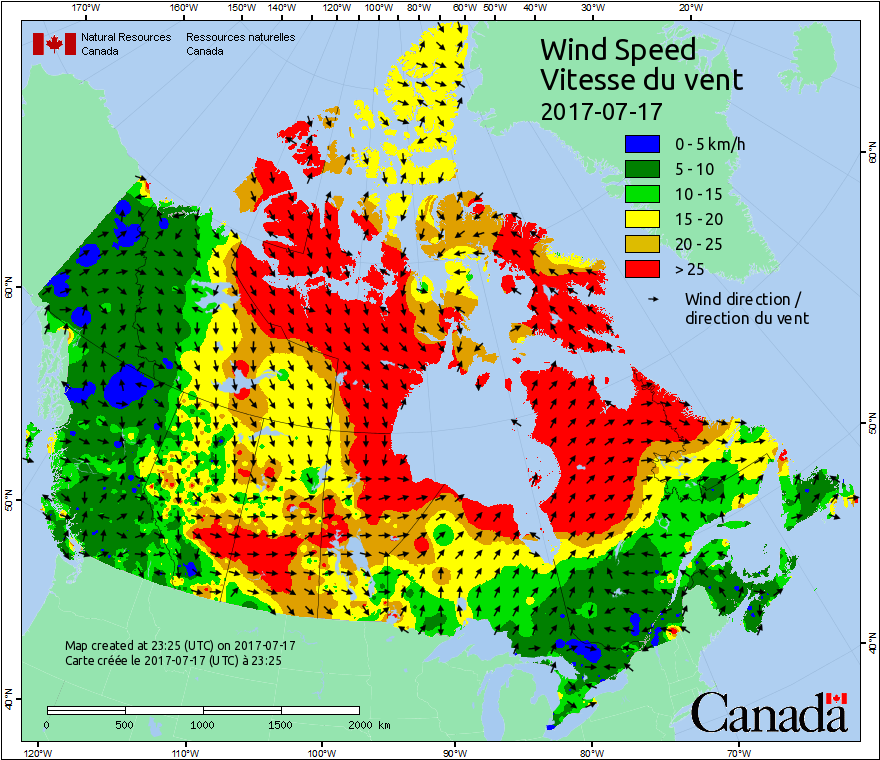 170°W 160°W 150°W 140°W 120°W 100°W 80°W 60°W 50°W 40°W 30°W 20°W
Natural Resources Ressources naturelles
Canada Canada
Wind Speed
Vitesse du vent
2017-07-17
0 - 5 km/h
5 - 10
10 - 15
15 - 20
20 - 25
> 25
Wind direction /
direction du vent
60°N 60°N
50°N 50°N
40°N 40°N
Map created at 23:25 (UTC) on 2017-07-17
Carte créée le 2017-07-17 (UTC) à 23:25
0 500 1000 1500 2000 km
Canada
120°W 110°W 100°W 90°W 80°W 70°W